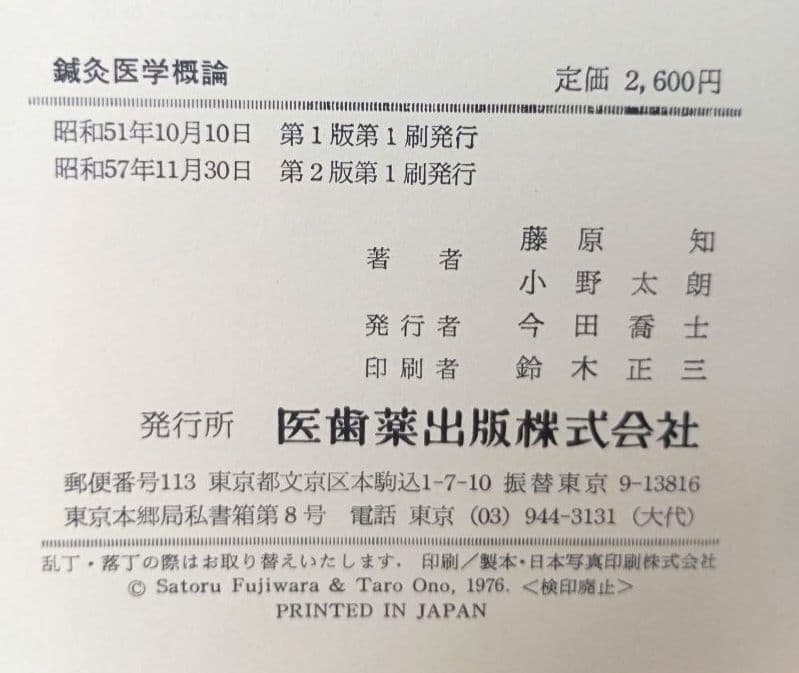 鍼灸医学概論 定価 2,600円
昭和51年10月10日 第1版第1刷発行
昭和57年11月30日 第2版第1刷発行
著者 藤原 知
小野太朗
発行者 今田喬士
印刷者 鈴木正三
発行所 医歯薬出版株式会社
郵便番号113 東京都文京区本駒込1-7-10 振替東京 9-13816
東京本郷局私書箱第8号 電話 東京 (03) 944-3131 (大代)
乱丁・落丁の際はお取り替えいたします. 印刷/製本・日本写真印刷株式会社
© Satoru Fujiwara & Taro Ono, 1976. <検印廃止>
PRINTED IN JAPAN